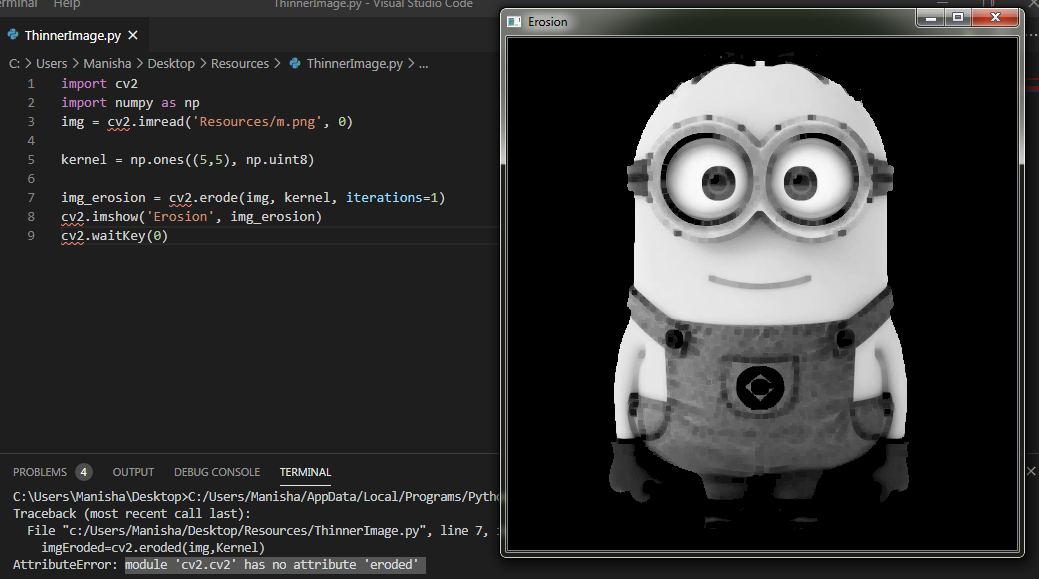 erminal Help ThinnerImage.py - Visual Studio Code
ThinnerImage.py
C: > Users > Manisha > Desktop > Resources > ThinnerImage.py > ...
1 import cv2
2 import numpy as np
3 img = cv2.imread('Resources/m.png', 0)
4
5 kernel = np.ones((5,5), np.uint8)
6
7 img_erosion = cv2.erode(img, kernel, iterations=1)
8 cv2.imshow('Erosion', img_erosion)
9 cv2.waitKey(0)
Erosion
PROBLEMS 4 OUTPUT DEBUG CONSOLE TERMINAL
C:\Users\Manisha\Desktop>C:/Users/Manisha/AppData/Local/Programs/Pytho
Traceback (most recent call last):
File "c:/Users/Manisha/Desktop/Resources/ThinnerImage.py", line 7,
imgEroded=cv2.eroded(img,Kernel)
AttributeError: module 'cv2.cv2' has no attribute 'eroded'